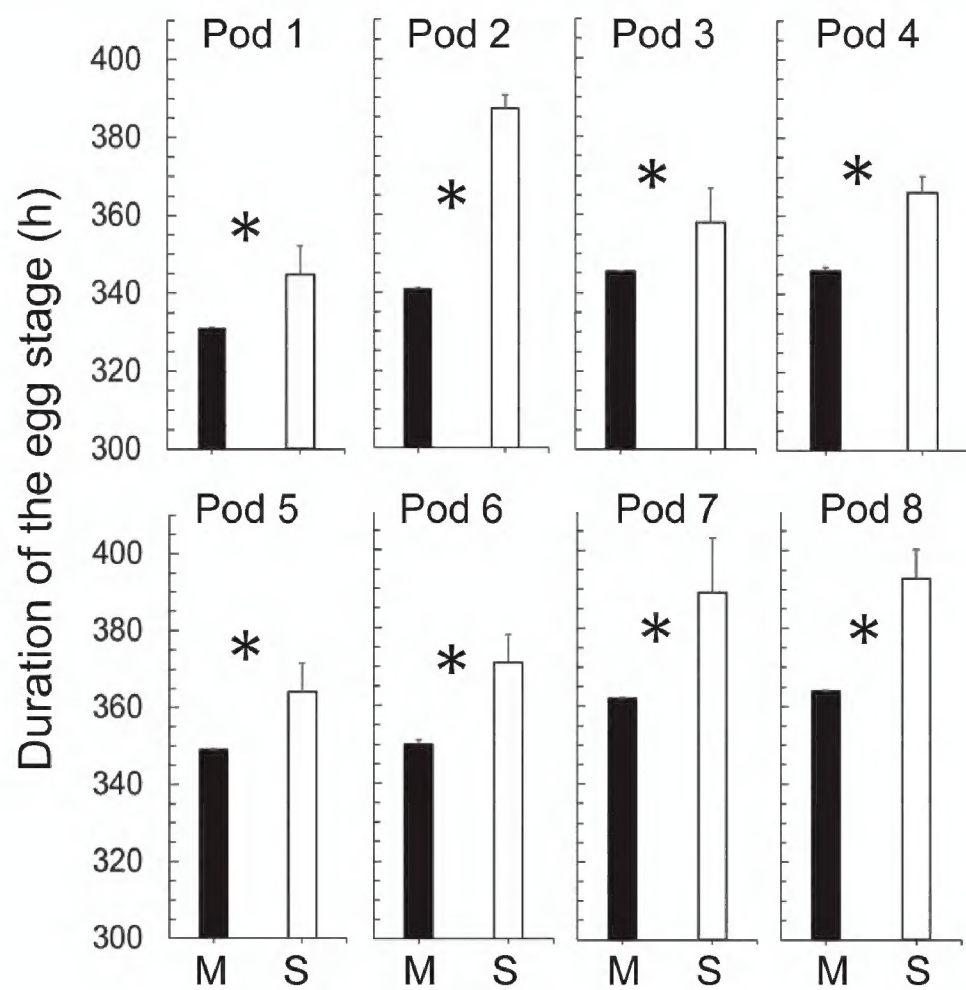 Duration of the egg stage (h)
Pod 1 Pod 2 Pod 3 Pod 4
400
380
360
340
320
300
* * * *
Pod 5 Pod 6 Pod 7 Pod 8
400
380
360
340
320
300
* * * *
M S M S M S M S